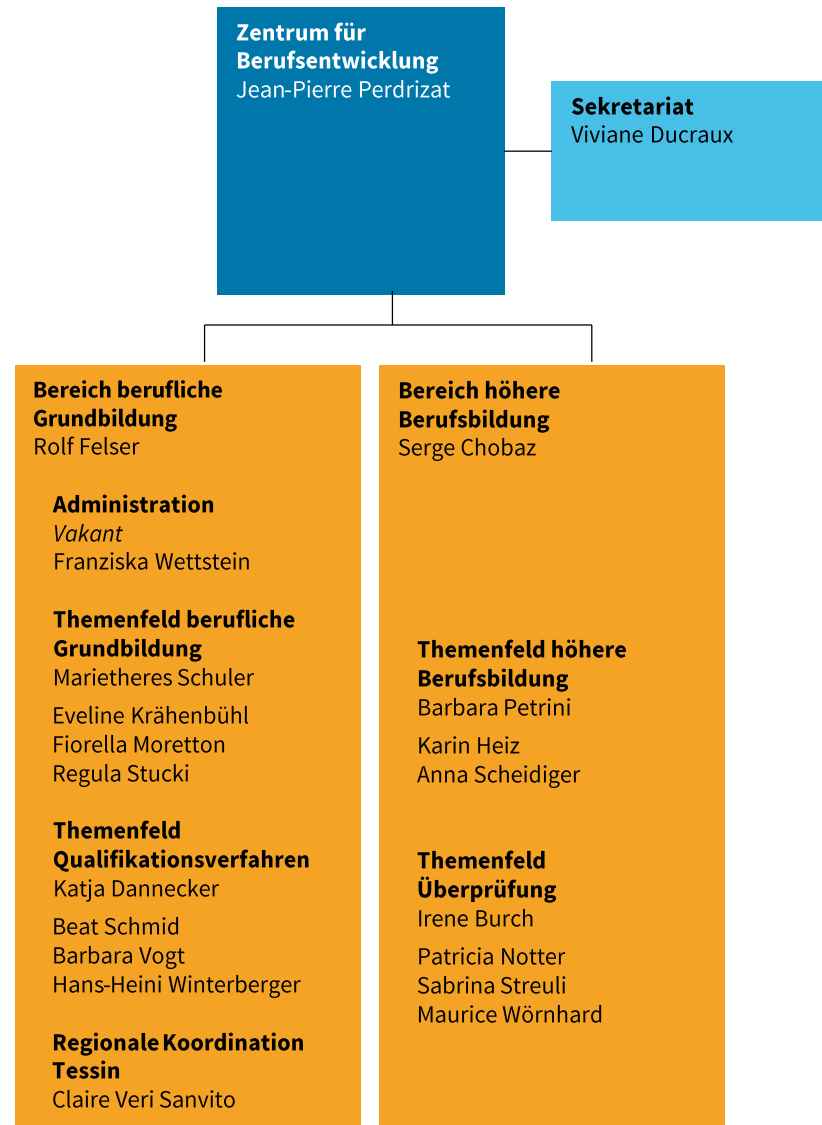 Zentrum für
Berufsentwicklung
Jean-Pierre Perdrizat
Sekretariat
Viviane Ducraux
Bereich berufliche
Grundbildung
Rolf Felser
Administration
Vakant
Franziska Wettstein
Themenfeld berufliche
Grundbildung
Marietheres Schuler
Eveline Krähenbühl
Fiorella Moretton
Regula Stucki
Themenfeld
Qualifikationsverfahren
Katja Dannecker
Beat Schmid
Barbara Vogt
Hans-Heini Winterberger
Regionale Koordination
Tessin
Claire Veri Sanvito
Bereich höhere
Berufsbildung
Serge Chobaz
Themenfeld höhere
Berufsbildung
Barbara Petrini
Karin Heiz
Anna Scheidiger
Themenfeld
Überprüfung
Irene Burch
Patricia Notter
Sabrina Streuli
Maurice Wörnhard